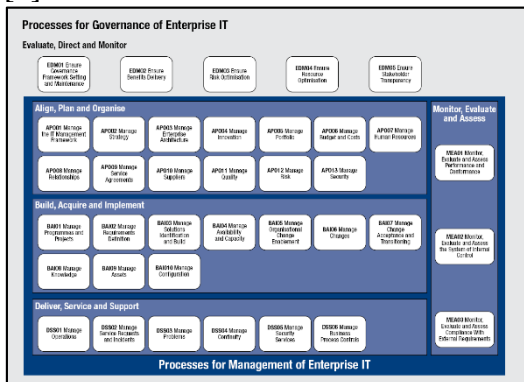 Processes for Governance of Enterprise IT
Evaluate, Direct and Monitor
EDM01 Ensure
Governance
Framework Setting
and Maintenance
EDM02 Ensure
Benefits Delivery
EDM03 Ensure
Risk Optimisation
EDM04 Ensure
Resource
Optimisation
EDM05 Ensure
Stakeholder
Transparency
Align, Plan and Organise
APO01 Manage
the IT Management
Framework
APO02 Manage
Strategy
APO03 Manage
Enterprise
Architecture
APO04 Manage
Innovation
APO05 Manage
Portfolio
APO06 Manage
Budget and Costs
APO07 Manage
Human Resources
APO08 Manage
Relationships
APO09 Manage
Service
Agreements
APO10 Manage
Suppliers
APO11 Manage
Quality
APO12 Manage
Risk
APO13 Manage
Security
Build, Acquire and Implement
BAI01 Manage
Programmes and
Projects
BAI02 Manage
Requirements
Definition
BAI03 Manage
Solutions
Identification
and Build
BAI04 Manage
Availability
and Capacity
BAI05 Manage
Organisational
Change
Enablement
BAI06 Manage
Changes
BAI07 Manage
Change
Acceptance and
Transitioning
BAI08 Manage
Knowledge
BAI09 Manage
Assets
BAI010 Manage
Configuration
Deliver, Service and Support
DSS01 Manage
Operations
DSS02 Manage
Service Requests
and Incidents
DSS03 Manage
Problems
DSS04 Manage
Continuity
DSS05 Manage
Security
Services
DSS06 Manage
Business
Process Controls
Monitor, Evaluate
and Assess
MEA01 Monitor,
Evaluate and Assess
Performance and
Conformance
MEA02 Monitor,
Evaluate and Assess
the System of Internal
Control
MEA03 Monitor,
Evaluate and Assess
Compliance With
External Requirements
Processes for Management of Enterprise IT